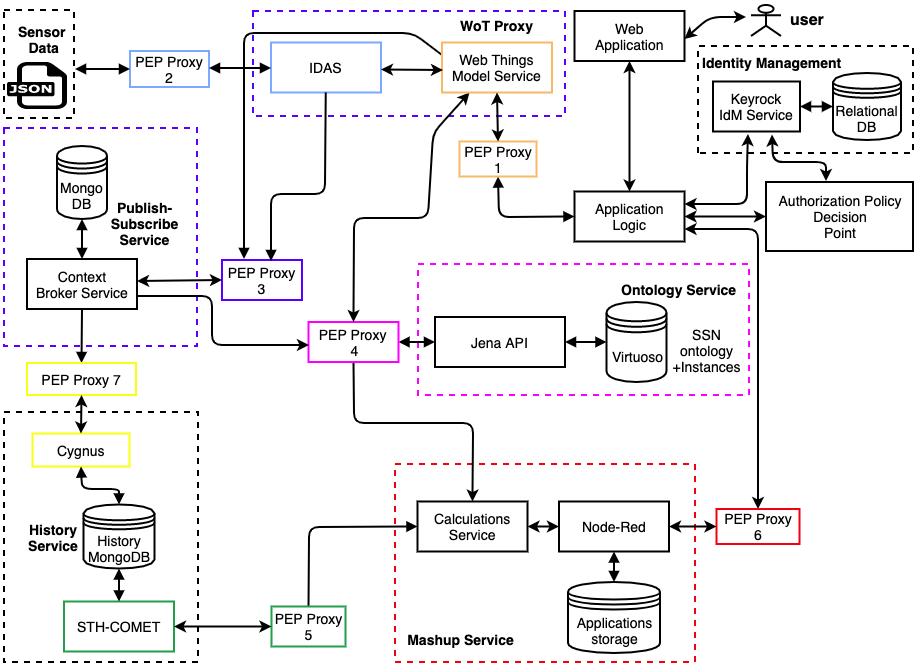 Sensor
Data
JSON
PEP Proxy
2
WoT Proxy
IDAS
Web Things
Model Service
Web
Application
user
Identity Management
Keyrock
IdM Service
Relational
DB
PEP Proxy
1
Mongo
DB
Publish-
Subscribe
Service
Context
Broker Service
PEP Proxy
3
Application
Logic
Authorization Policy
Decision
Point
PEP Proxy
4
Ontology Service
Jena API
Virtuoso
SSN
ontology
+Instances
PEP Proxy 7
Cygnus
History
Service
History
MongoDB
STH-COMET
PEP Proxy
5
Calculations
Service
Node-Red
PEP Proxy
6
Applications
storage
Mashup Service